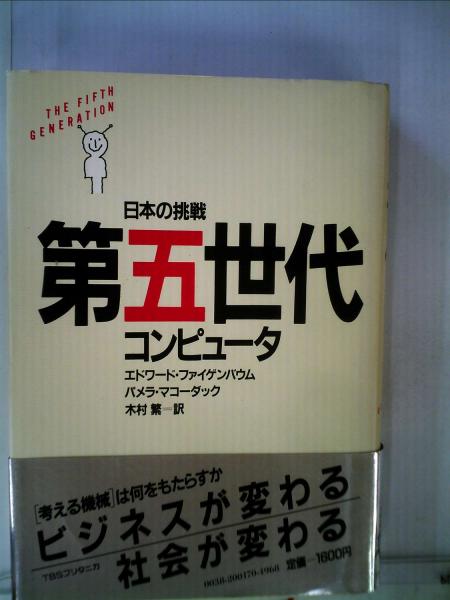 THE FIFTH
GENERATION
日本の挑戦
第五世代
コンピュータ
エドワード・ファイゲンバウム
パメラ・マコーダック
木村 繁―訳
[考える機械]は何をもたらすか
ビジネスが変わる
社会が変わる
TBSブリタニカ
0038-200170-4968 定価―1600円